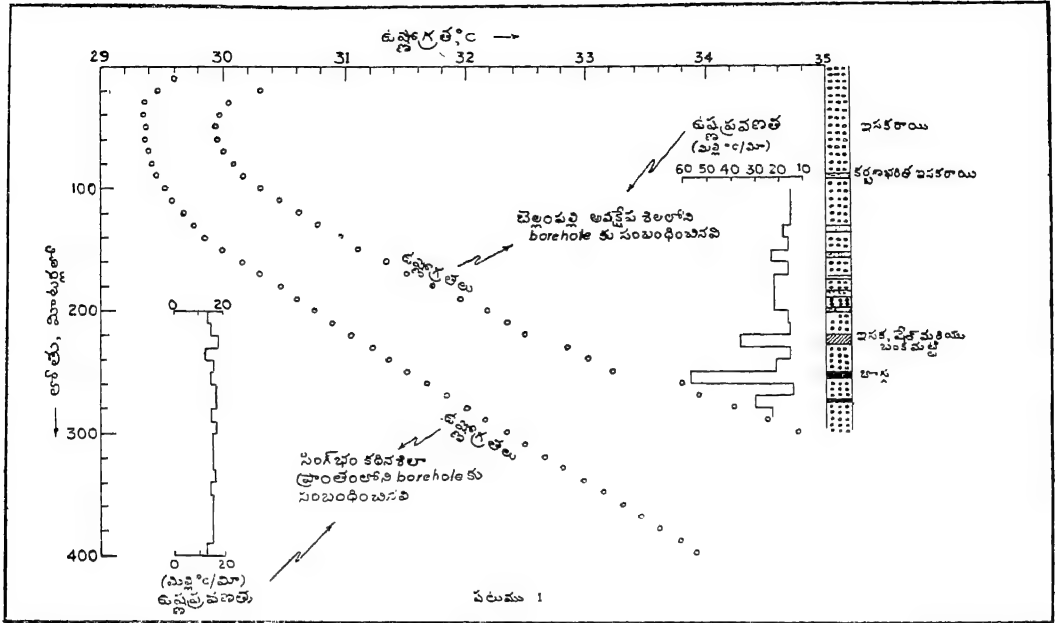 ఉష్ణోగ్రత, °C →
29 30 31 32 33 34 35
100
200
300
400
← లోతు, మీటర్లలో
ఉష్ణప్రవణత
(మిల్లి °C/మీ)
60 50 40 30 20 10
బెల్లంపల్లి అవక్షేప శిలలోని
borehole కు సంబంధించినవి
ఉష్ణోగ్రతలు
ఇసకరాయి
కర్బనభరిత ఇసకరాయి
ఇసక, షేల్ మరియు
బంకమట్టి
బొగ్గు
0 20
ఉష్ణోగ్రతలు
సింగ్‌భం కఠినశిలా
ప్రాంతంలోని borehole కు
సంబంధించినవి
0 20
(మిల్లి °C/మీ)
ఉష్ణప్రవణత
పటము 1